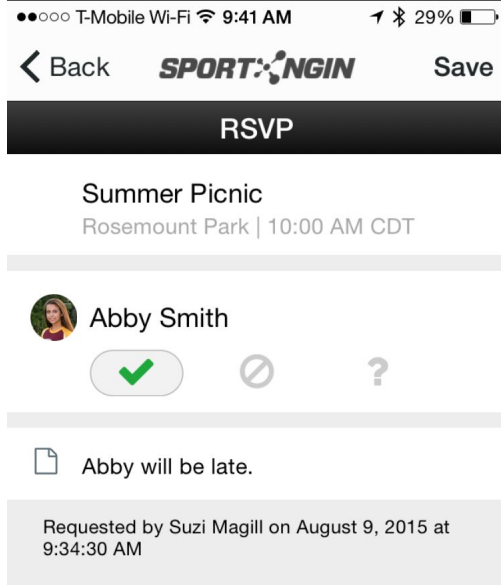 T-Mobile Wi-Fi 9:41 AM 29%
Back SPORT NGIN Save
RSVP
Summer Picnic
Rosemount Park | 10:00 AM CDT
Abby Smith
?
Abby will be late.
Requested by Suzi Magill on August 9, 2015 at
9:34:30 AM